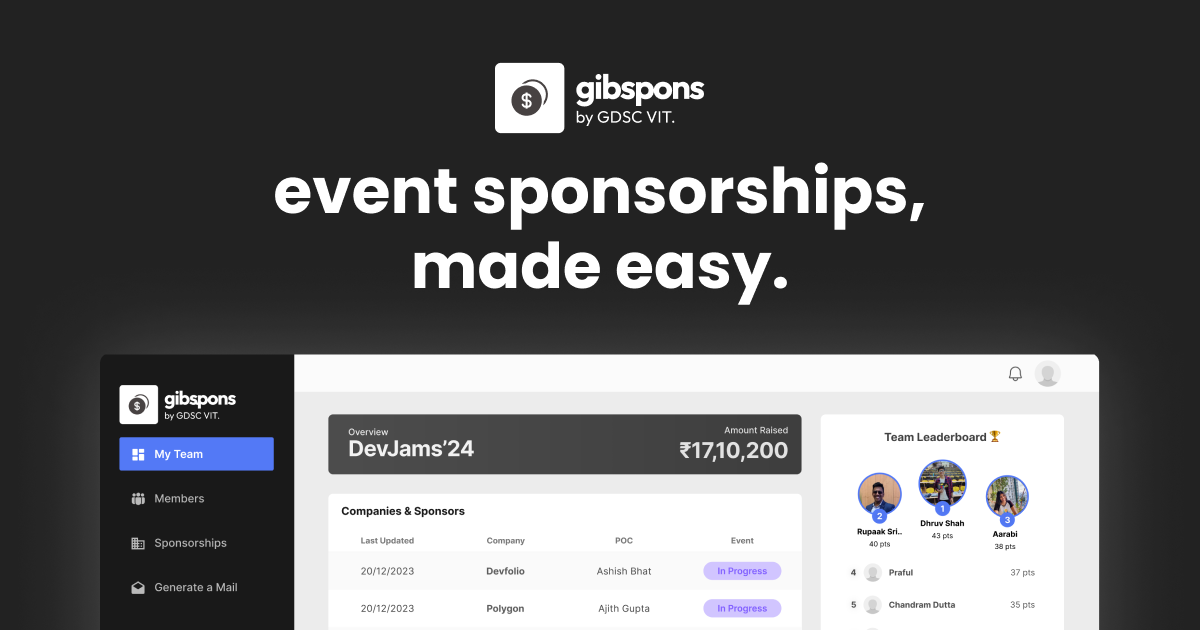 $
gibspons
by GDSC VIT.
event sponsorships,
made easy.
$
gibspons
by GDSC VIT.
My Team
Members
Sponsorships
Generate a Mail
Overview
DevJams'24
Amount Raised
₹17,10,200
Companies & Sponsors
Last Updated Company POC Event
20/12/2023 Devfolio Ashish Bhat In Progress
20/12/2023 Polygon Ajith Gupta In Progress
Team Leaderboard 🏆
2
Rupaak Sri..
40 pts
1
Dhruv Shah
43 pts
3
Aarabi
38 pts
4 Praful 37 pts
5 Chandram Dutta 35 pts